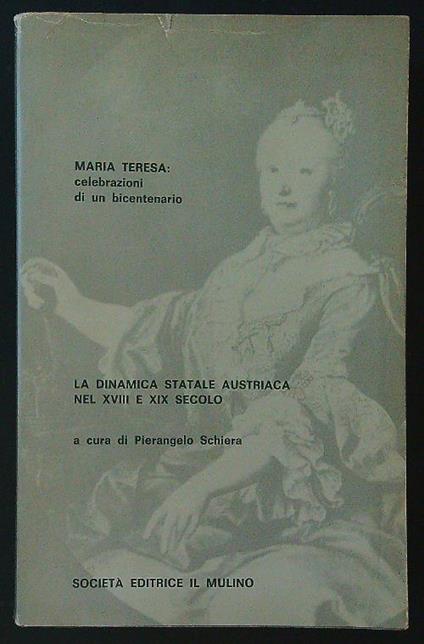 MARIA TERESA:
celebrazioni
di un bicentenario
LA DINAMICA STATALE AUSTRIACA
NEL XVIII E XIX SECOLO
a cura di Pierangelo Schiera
SOCIETÀ EDITRICE IL MULINO